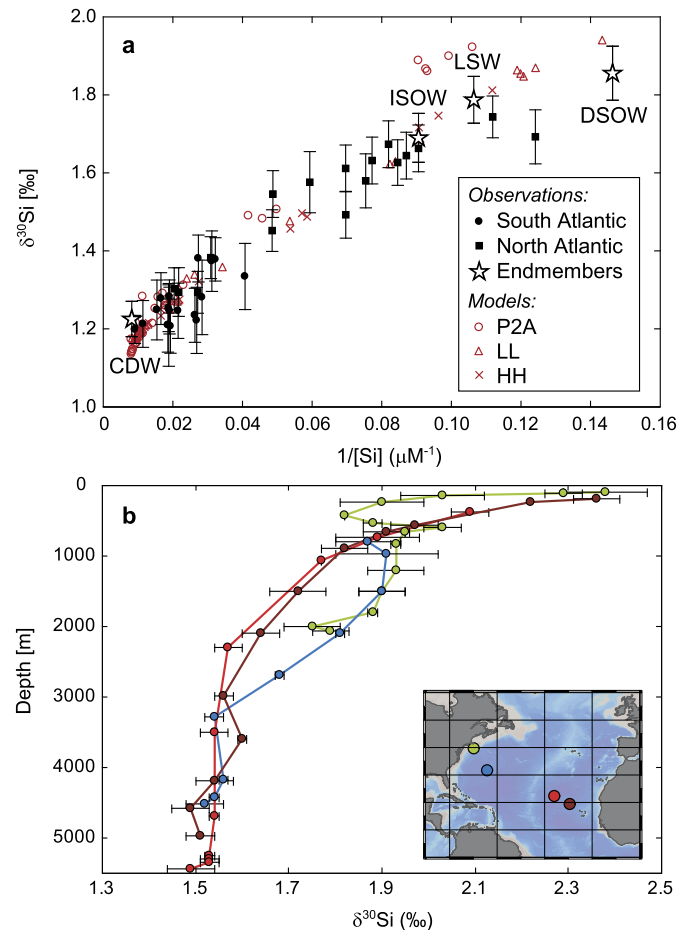 a
2.0
1.8
1.6
1.4
1.2
1.0
δ³⁰Si [‰]
LSW
ISOW
DSOW
CDW
Observations:
South Atlantic
North Atlantic
Endmembers
Models:
P2A
LL
HH
0 0.02 0.04 0.06 0.08 0.10 0.12 0.14 0.16
1/[Si] (μM⁻¹)
b
0
1000
2000
3000
4000
5000
Depth [m]
1.3 1.5 1.7 1.9 2.1 2.3 2.5
δ³⁰Si (‰)